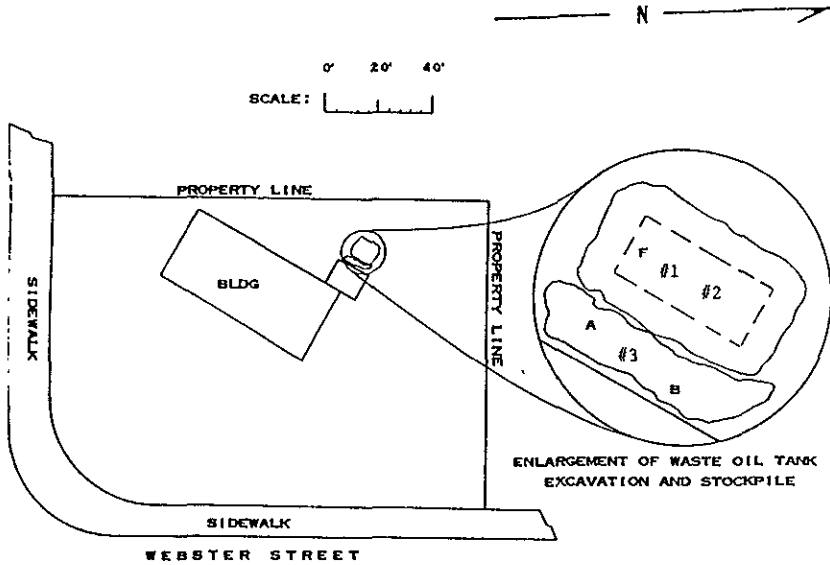 N
0' 20' 40'
SCALE:
PROPERTY LINE
SIDEWALK
BLDG
PROPERTY LINE
F
#1
#2
A
#3
B
ENLARGEMENT OF WASTE OIL TANK
EXCAVATION AND STOCKPILE
SIDEWALK
WEBSTER STREET